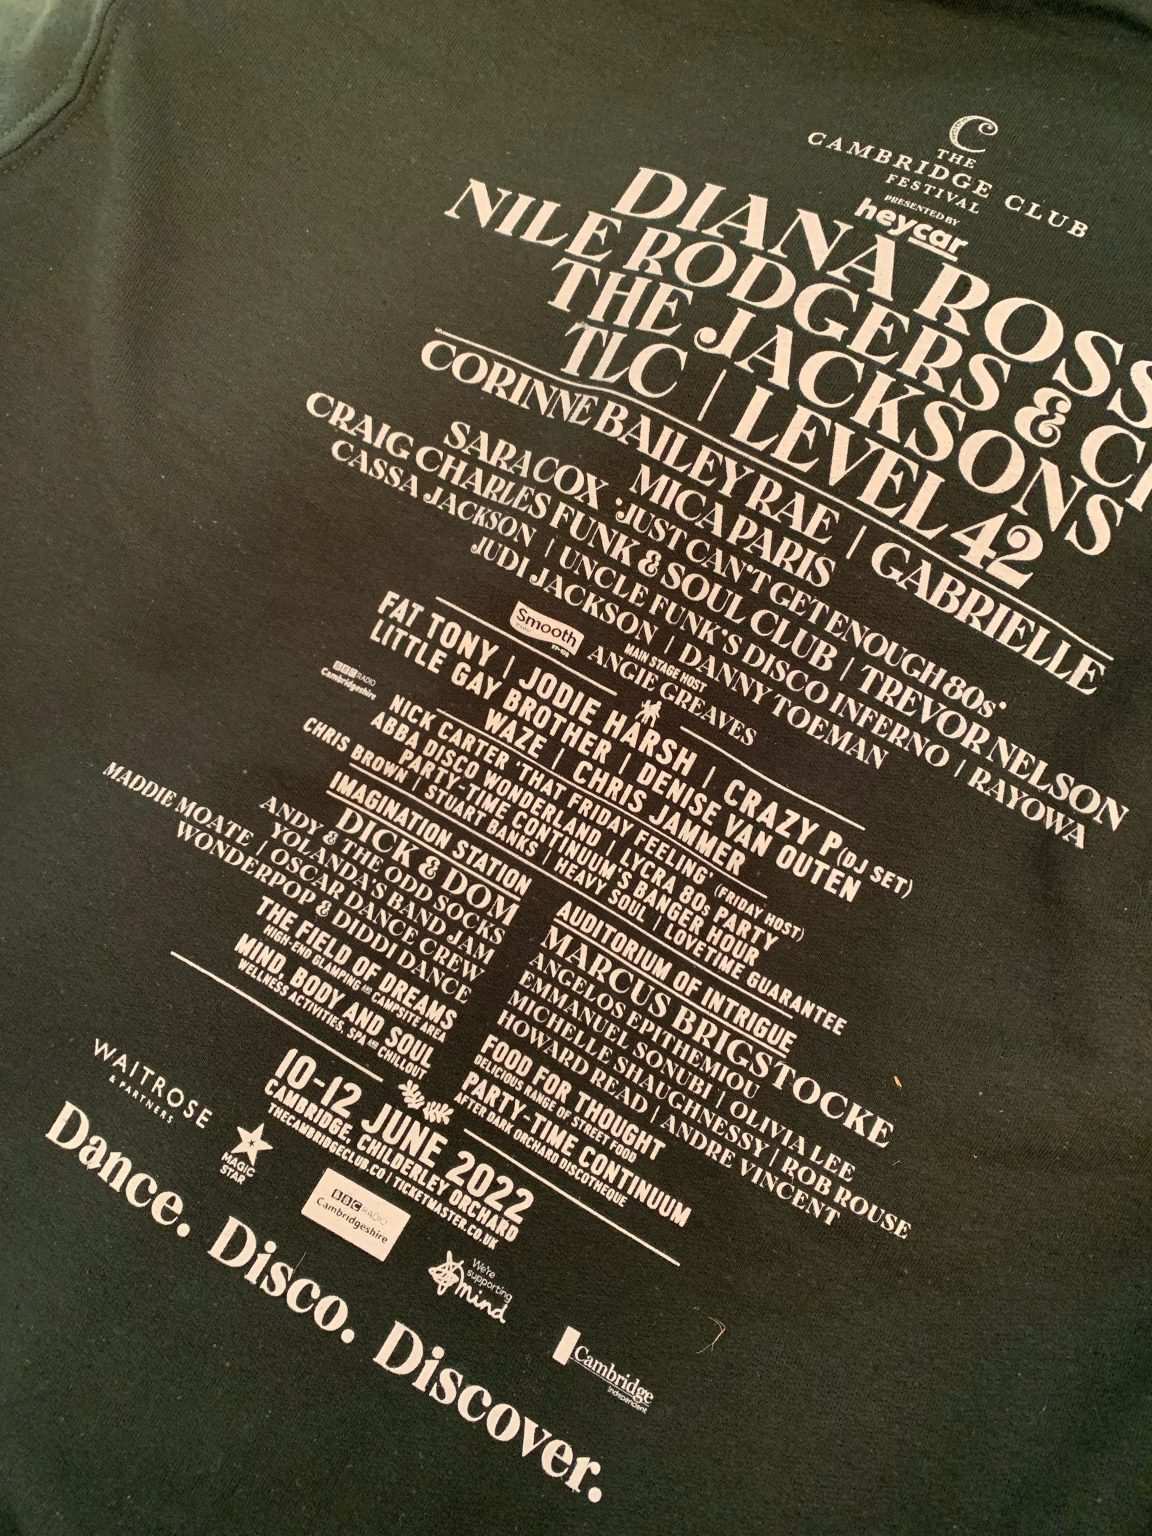 C
THE
CAMBRIDGE CLUB
FESTIVAL
PRESENTED BY
heycar
DIANA ROSS
NILE RODGERS & C
THE JACKSONS
TLC | LEVEL 42
CORINNE BAILEY RAE | GABRIELLE
MICA PARIS
SARA COX 'JUST CAN'T GET ENOUGH 80s'
CRAIG CHARLES FUNK & SOUL CLUB | TREVOR NELSON
CASSA JACKSON | UNCLE FUNK'S DISCO INFERNO | RAYOWA
JUDI JACKSON | DANNY TOEMAN
Smooth
MAIN STAGE HOST
ANGIE GREAVES
FAT TONY | JODIE HARSH | CRAZY P (DJ SET)
LITTLE GAY BROTHER | DENISE VAN OUTEN
WAZE | CHRIS JAMMER
BBC RADIO
Cambridgeshire
NICK CARTER 'THAT FRIDAY FEELING' (FRIDAY HOST)
ABBA DISCO WONDERLAND | LYCRA 80s PARTY
PARTY-TIME CONTINUUM'S BANGER HOUR
CHRIS BROWN | STUART BANKS | HEAVY SOUL | LOVETIME GUARANTEE
IMAGINATION STATION
DICK & DOM
ANDY & THE ODD SOCKS
YOLANDA'S BAND JAM
MADDIE MOATE | OSCAR DANCE CREW
WONDERPOP & DIDDI DANCE
THE FIELD OF DREAMS
HIGH-END GLAMPING AND CAMPSITE AREA
MIND, BODY AND SOUL
WELLNESS ACTIVITIES, SPA AND CHILLOUT
AUDITORIUM OF INTRIGUE
MARCUS BRIGSTOCKE
ANGELOS EPITHEMIOU
EMMANUEL SONUBI | OLIVIA LEE
MICHELLE SHAUGHNESSY | ROB ROUSE
HOWARD READ | ANDRE VINCENT
FOOD FOR THOUGHT
DELICIOUS RANGE OF STREET FOOD
PARTY-TIME CONTINUUM
AFTER DARK ORCHARD DISCOTHEQUE
10-12 JUNE 2022
CAMBRIDGE, CHILDERLEY ORCHARD
THECAMBRIDGECLUB.CO | TICKETMASTER.CO.UK
WAITROSE
& PARTNERS
MAGIC
STAR
BBC RADIO
Cambridgeshire
We're
supporting
mind
Cambridge
Independent
Dance. Disco. Discover.